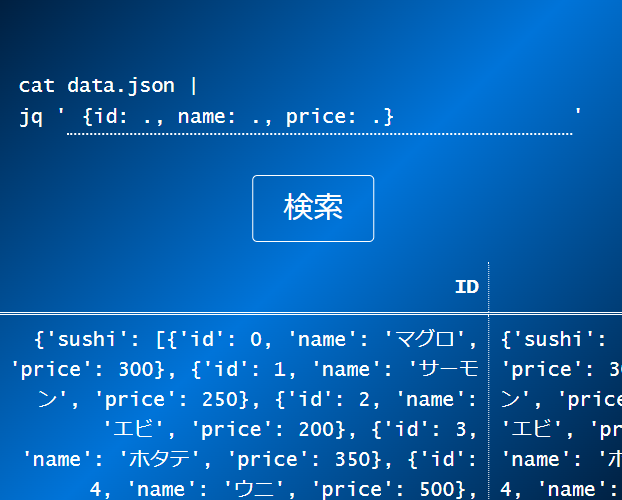 cat data.json |
jq ' {id: ., name: ., price: .} '
検索
ID
{'sushi': [{'id': 0, 'name': 'マグロ', {'sushi':
'price': 300}, {'id': 1, 'name': 'サーモ 'price': 30
ン', 'price': 250}, {'id': 2, 'name': ン', 'price
'エビ', 'price': 200}, {'id': 3, 'エビ', 'pr
'name': 'ホタテ', 'price': 350}, {'id': 'name': 'ホ
4, 'name': 'ウニ', 'price': 500}, 4, 'name':